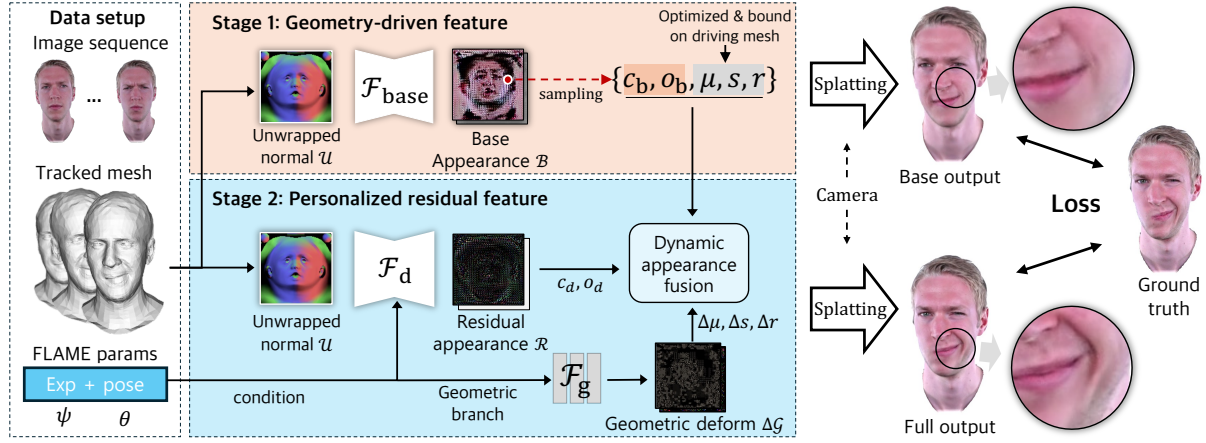 Data setup
Image sequence
...
Tracked mesh
FLAME params
Exp + pose
ψ θ
Stage 1: Geometry-driven feature
Unwrapped
normal 𝒰
ℱbase
Base
Appearance ℬ
sampling
Optimized & bound
on driving mesh
{cb, ob, μ, s, r}
Stage 2: Personalized residual feature
Unwrapped
normal 𝒰
ℱd
Residual
appearance ℛ
cd, od
Dynamic
appearance
fusion
Δμ, Δs, Δr
condition
Geometric
branch
ℱg
Geometric deform Δ𝒢
Splatting
Camera
Splatting
Base output
Loss
Ground
truth
Full output